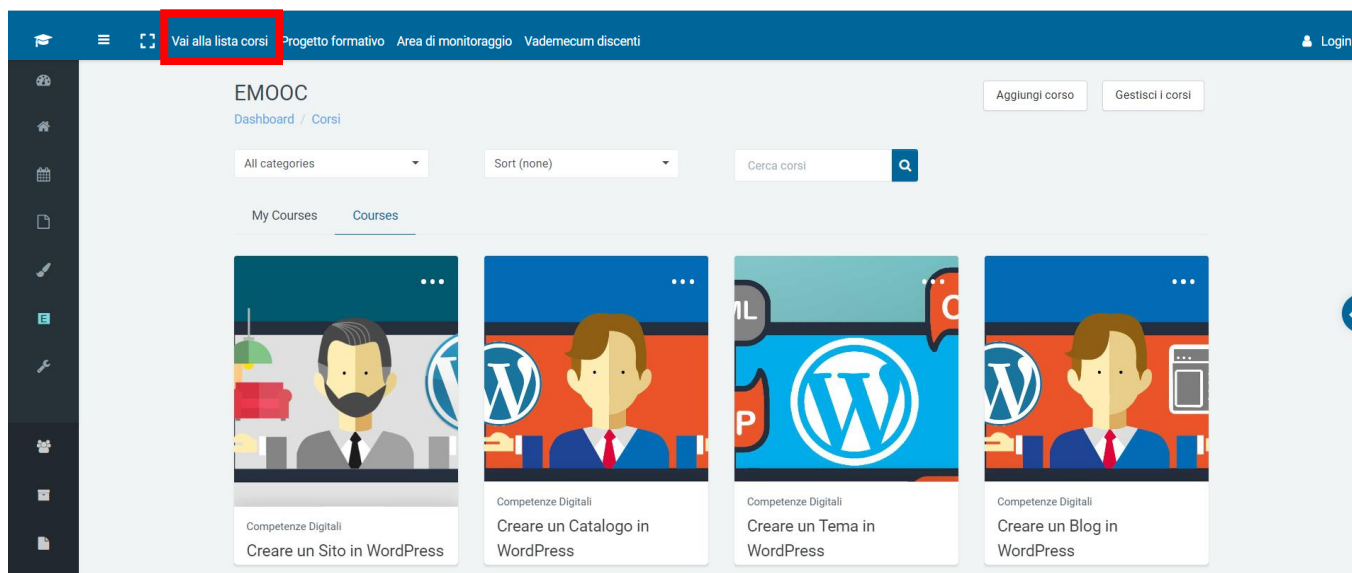 Vai alla lista corsi Progetto formativo Area di monitoraggio Vademecum discenti Login
EMOOC
Aggiungi corso Gestisci i corsi
Dashboard / Corsi
All categories Sort (none) Cerca corsi
My Courses Courses
ML
P
Competenze Digitali
Creare un Sito in WordPress
Competenze Digitali
Creare un Catalogo in
WordPress
Competenze Digitali
Creare un Tema in
WordPress
Competenze Digitali
Creare un Blog in
WordPress
E